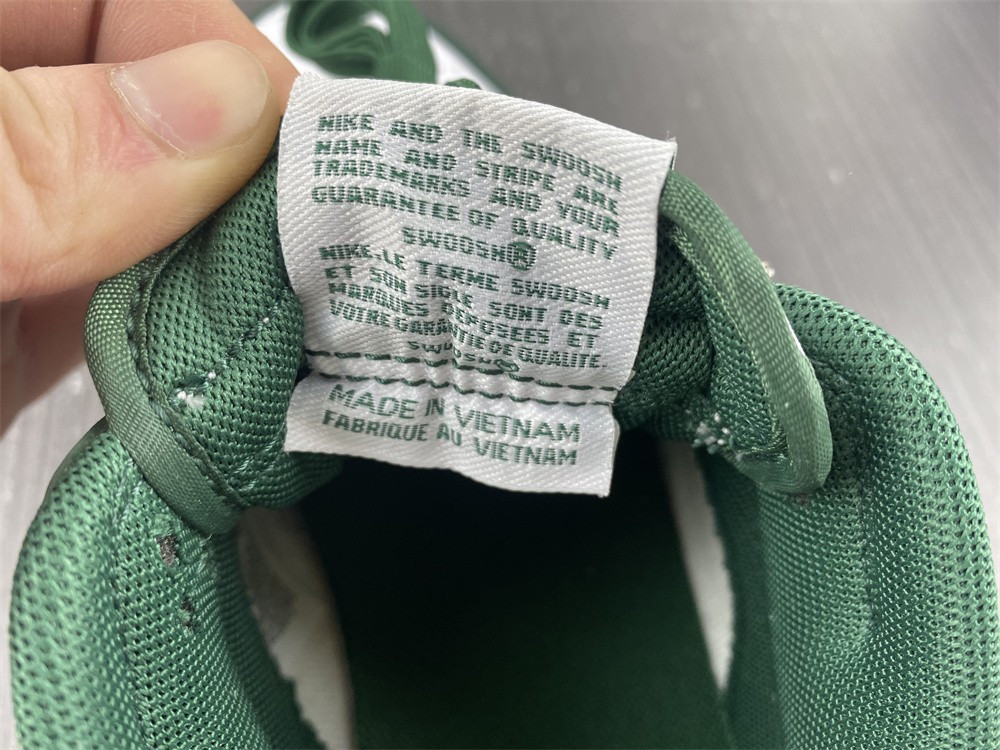 NIKE AND THE SWOOSH
NAME AND STRIPE ARE
TRADEMARKS AND YOUR
GUARANTEE OF QUALITY
SWOOSH®
NIKE, LE TERME SWOOSH
ET SON SIGLE SONT DES
MARQUES DEPOSEES ET
VOTRE GARANTIE DE QUALITE.
SWOOSH®
MADE IN VIETNAM
FABRIQUE AU VIETNAM